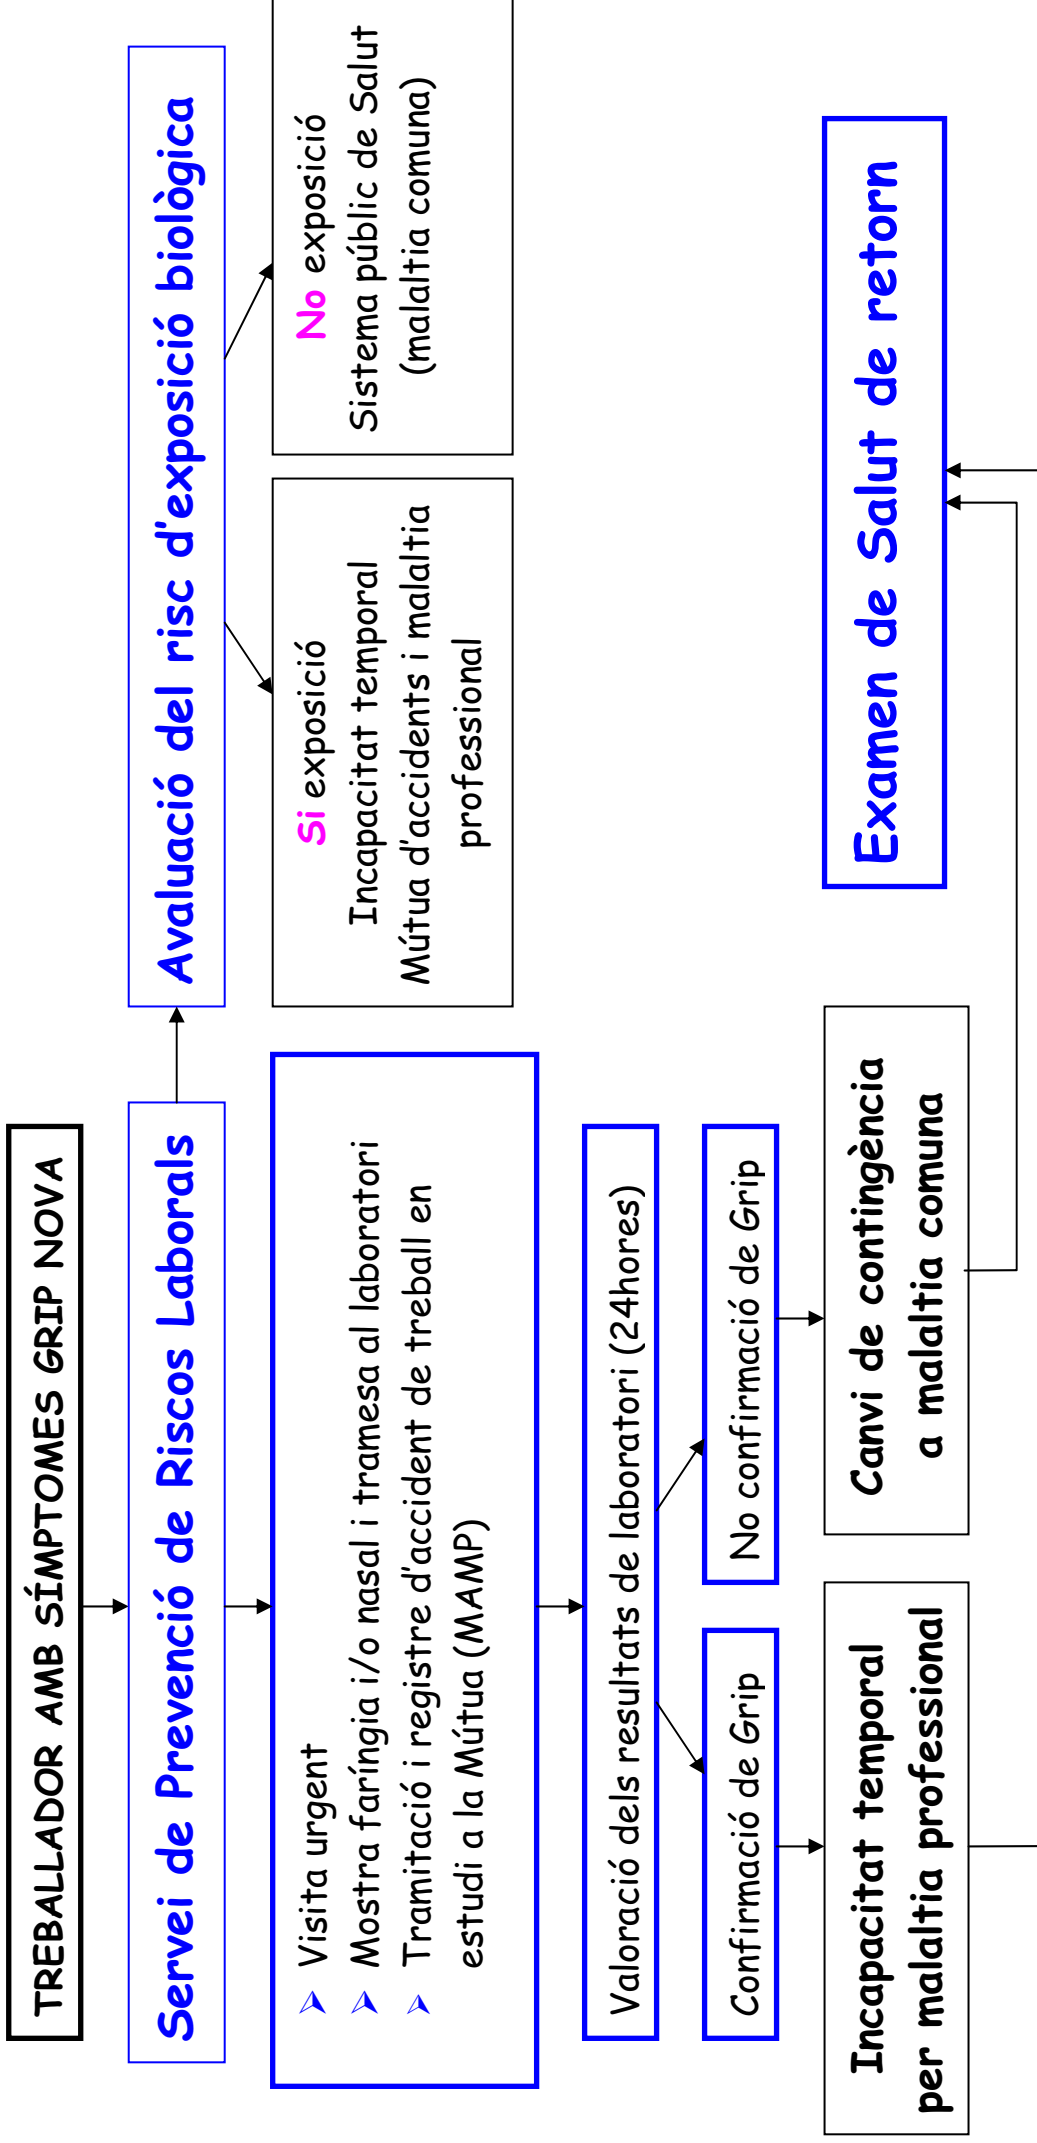 TREBALLADOR AMB SÍMPTOMES GRIP NOVA
Servei de Prevenció de Riscos Laborals
Avaluació del risc d'exposició biològica
➢ Visita urgent
➢ Mostra faríngia i/o nasal i tramesa al laboratori
➢ Tramitació i registre d'accident de treball en
estudi a la Mútua (MAMP)
Si exposició
Incapacitat temporal
Mútua d'accidents i malaltia
professional
No exposició
Sistema públic de Salut
(malaltia comuna)
Valoració dels resultats de laboratori (24hores)
Confirmació de Grip
No confirmació de Grip
Incapacitat temporal
per malaltia professional
Canvi de contingència
a malaltia comuna
Examen de Salut de retorn